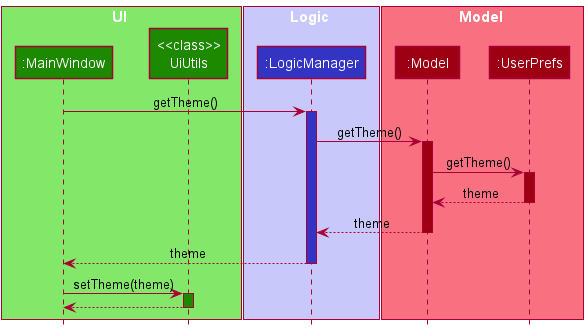 UI
Logic
Model
:MainWindow
<<class>>
UiUtils
:LogicManager
:Model
:UserPrefs
getTheme()
getTheme()
getTheme()
theme
theme
theme
setTheme(theme)